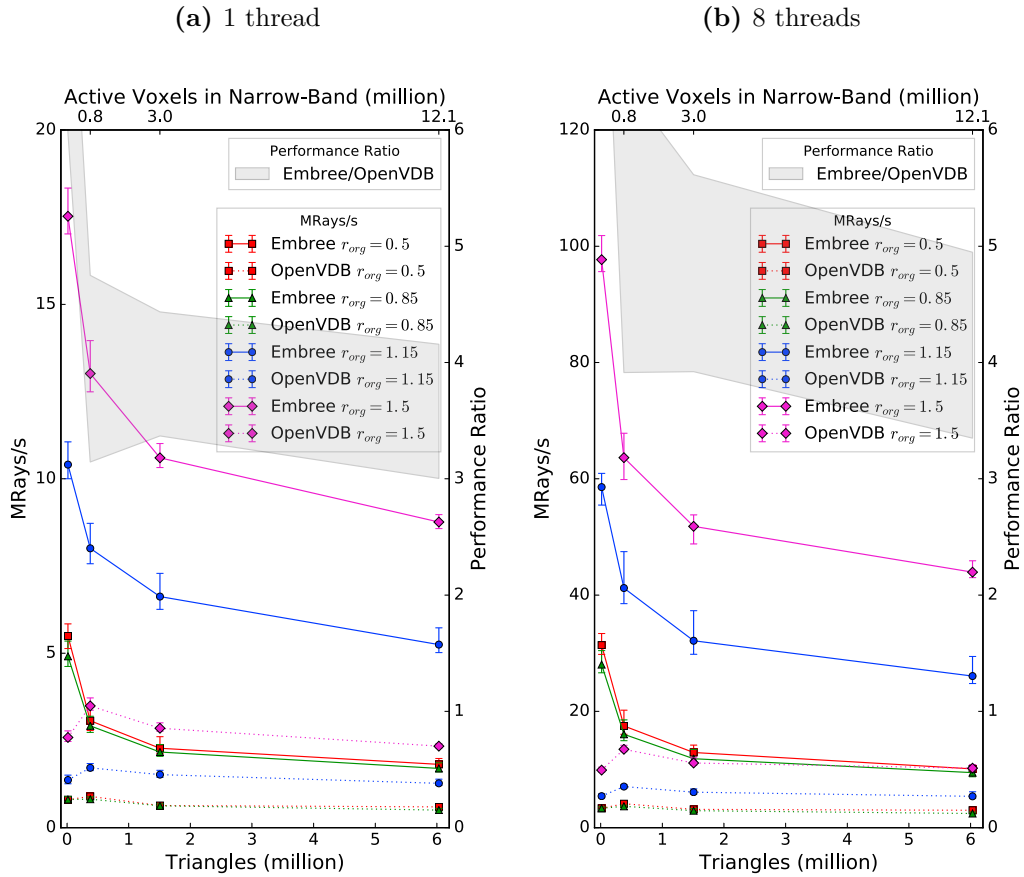 (a) 1 thread
Active Voxels in Narrow-Band (million)
0.8 3.0 12.1
20
15
10
5
0
MRays/s
6
5
4
3
2
1
0
Performance Ratio
Performance Ratio
Embree/OpenVDB
MRays/s
Embree r_org = 0.5
OpenVDB r_org = 0.5
Embree r_org = 0.85
OpenVDB r_org = 0.85
Embree r_org = 1.15
OpenVDB r_org = 1.15
Embree r_org = 1.5
OpenVDB r_org = 1.5
0 1 2 3 4 5 6
Triangles (million)
(b) 8 threads
Active Voxels in Narrow-Band (million)
0.8 3.0 12.1
120
100
80
60
40
20
0
MRays/s
6
5
4
3
2
1
0
Performance Ratio
Performance Ratio
Embree/OpenVDB
MRays/s
Embree r_org = 0.5
OpenVDB r_org = 0.5
Embree r_org = 0.85
OpenVDB r_org = 0.85
Embree r_org = 1.15
OpenVDB r_org = 1.15
Embree r_org = 1.5
OpenVDB r_org = 1.5
0 1 2 3 4 5 6
Triangles (million)